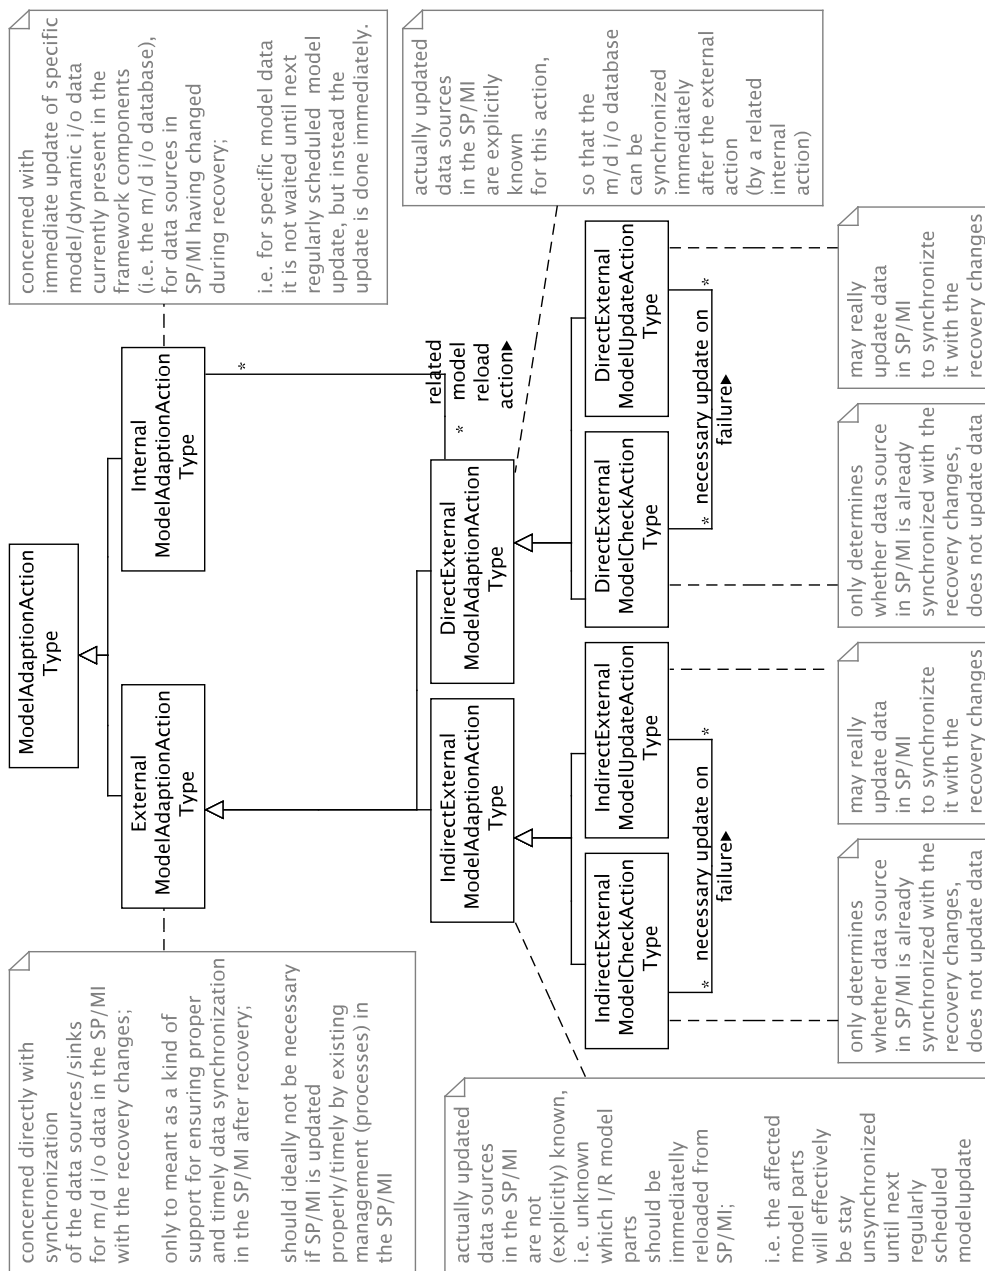 ModelAdaptionAction
Type
External
ModelAdaptionAction
Type
Internal
ModelAdaptionAction
Type
concerned directly with
synchronization
of the data sources/sinks
for m/d i/o data in the SP/MI
with the recovery changes;
only to meant as a kind of
support for ensuring proper
and timely data synchronization
in the SP/MI after recovery;
should ideally not be necessary
if SP/MI is updated
properly/timely by existing
management (processes) in
the SP/MI
concerned with
immediate update of specific
model/dynamic i/o data
currently present in the
framework components
(i.e. the m/d i/o database),
for data sources in
SP/MI having changed
during recovery;
i.e. for specific model data
it is not waited until next
regularly scheduled model
update, but instead the
update is done immediately.
*
related
model
reload
action▶
*
IndirectExternal
ModelAdaptionAction
Type
DirectExternal
ModelAdaptionAction
Type
actually updated
data sources
in the SP/MI
are explicitly
known
for this action,
so that the
m/d i/o database
can be
synchronized
immediately
after the external
action
(by a related
internal
action)
actually updated
data sources
in the SP/MI
are not
(explicitly) known,
i.e. unknown
which I/R model
parts
should be
immediatelly
reloaded from
SP/MI;
i.e. the affected
model parts
will effectively
be stay
unsynchronized
until next
regularly
scheduled
modelupdate
IndirectExternal
ModelCheckAction
Type
IndirectExternal
ModelUpdateAction
Type
DirectExternal
ModelCheckAction
Type
DirectExternal
ModelUpdateAction
Type
* necessary update on *
failure▶
* necessary update on *
failure▶
only determines
whether data source
in SP/MI is already
synchronized with the
recovery changes,
does not update data
may really
update data
in SP/MI
to synchronizte
it with the
recovery changes
only determines
whether data source
in SP/MI is already
synchronized with the
recovery changes,
does not update data
may really
update data
in SP/MI
to synchronizte
it with the
recovery changes